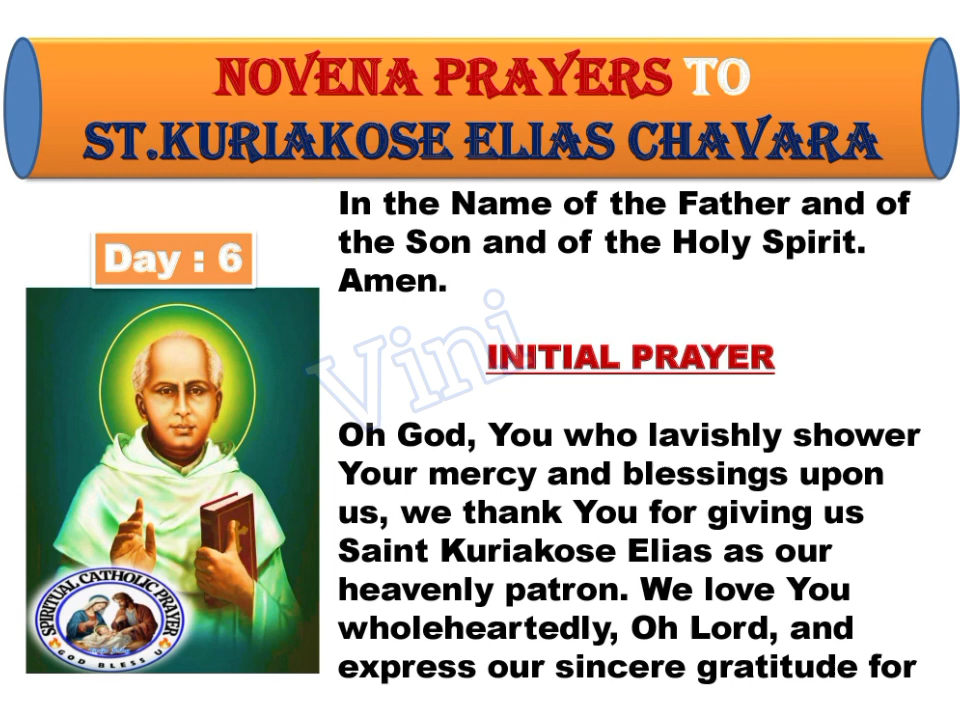 NOVENA PRAYERS TO
ST.KURIAKOSE ELIAS CHAVARA
Day : 6
In the Name of the Father and of
the Son and of the Holy Spirit.
Amen.
INITIAL PRAYER
Oh God, You who lavishly shower
Your mercy and blessings upon
us, we thank You for giving us
Saint Kuriakose Elias as our
heavenly patron. We love You
wholeheartedly, Oh Lord, and
express our sincere gratitude for
Vini
SPIRITUAL CATHOLIC PRAYER
GOD BLESS U